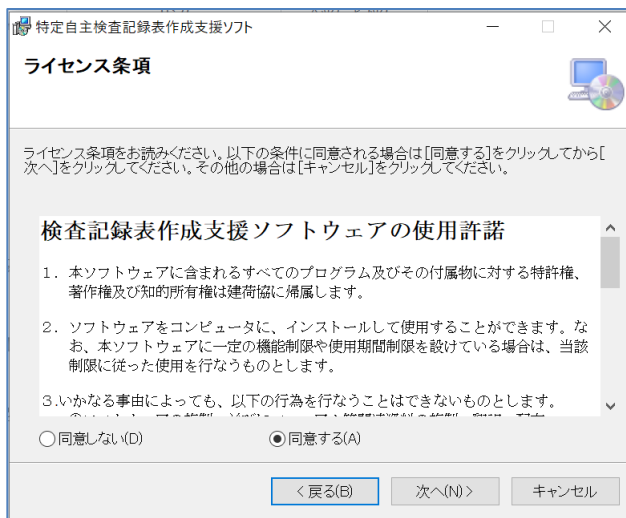 特定自主検査記録表作成支援ソフト
ライセンス条項
ライセンス条項をお読みください。以下の条件に同意される場合は[同意する]をクリックしてから[
次へ]をクリックしてください。その他の場合は[キャンセル]をクリックしてください。
検査記録表作成支援ソフトウェアの使用許諾
1. 本ソフトウェアに含まれるすべてのプログラム及びその付属物に対する特許権、
著作権及び知的所有権は建荷協に帰属します。
2. ソフトウェアをコンピュータに、インストールして使用することができます。な
お、本ソフトウェアに一定の機能制限や使用期間制限を設けている場合は、当該
制限に従った使用を行なうものとします。
3.いかなる事由によっても、以下の行為を行なうことはできないものとします。
同意しない(D) 同意する(A)
< 戻る(B) 次へ(N) > キャンセル